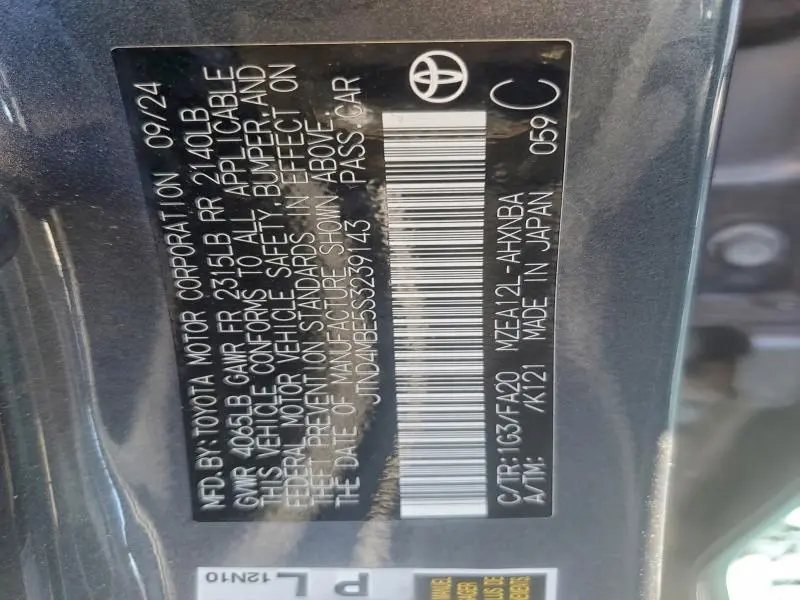 MFD. BY: TOYOTA MOTOR CORPORATION 09/24
GVWR 4065LB GAWR FR 2315LB RR 2140LB
THIS VEHICLE CONFORMS TO ALL APPLICABLE
FEDERAL MOTOR VEHICLE SAFETY, BUMPER, AND
THEFT PREVENTION STANDARDS IN EFFECT ON
THE DATE OF MANUFACTURE SHOWN ABOVE.
JTND4MBE5S3239143 PASS. CAR
C/TR: 1G3/FA20 MZEA12L-AHXNBA
A/TM: /K121 MADE IN JAPAN 059 C
P L
12N10
MANUEL